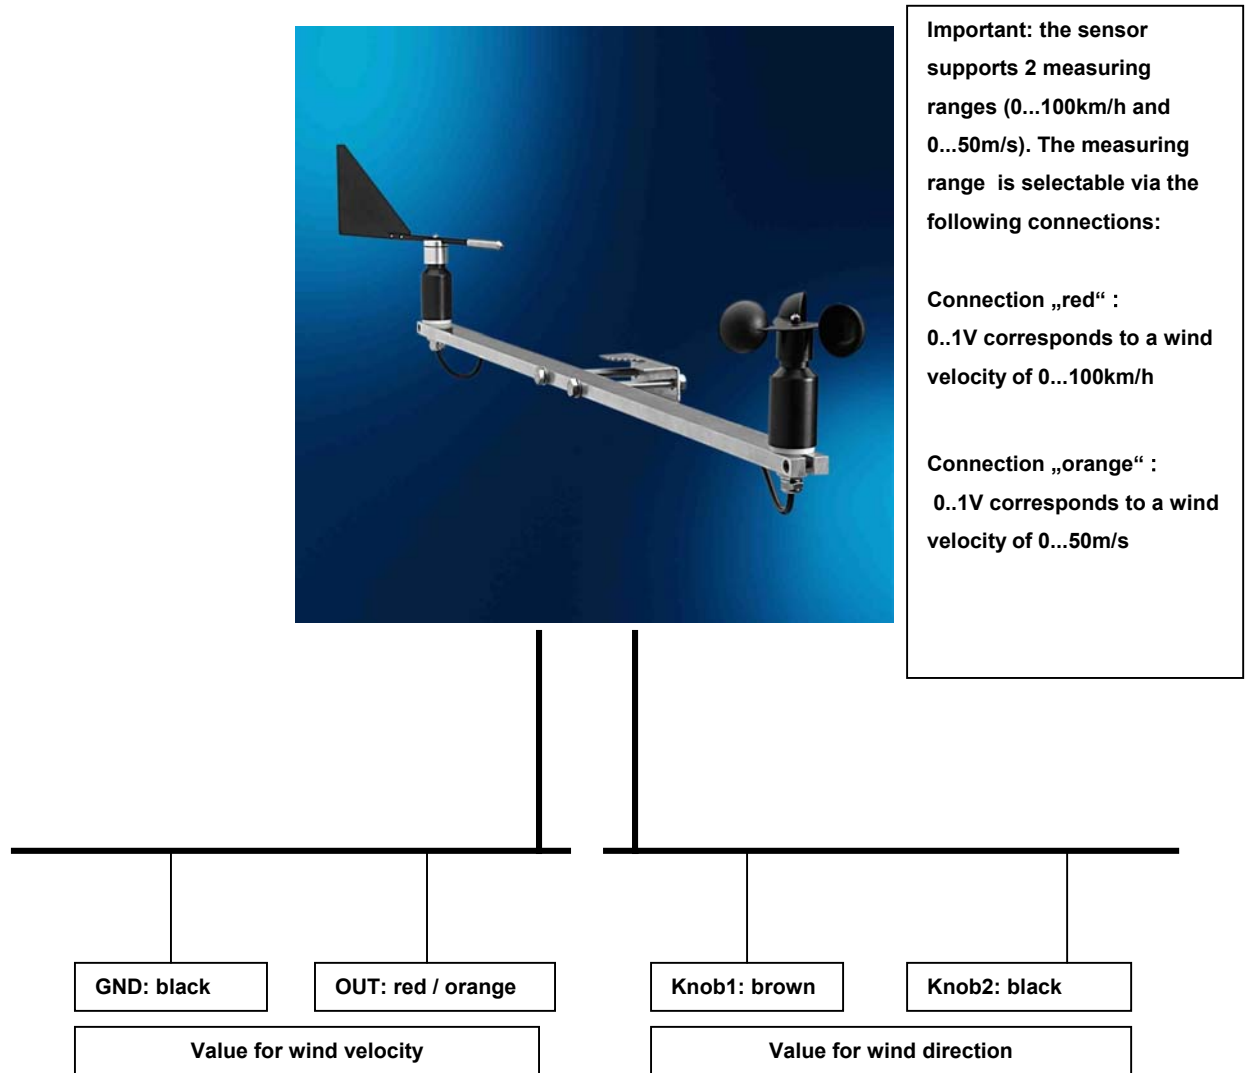 Important: the sensor
supports 2 measuring
ranges (0...100km/h and
0...50m/s). The measuring
range  is selectable via the
following connections:
Connection „red“ :
0..1V corresponds to a wind
velocity of 0...100km/h
Connection „orange“ :
0..1V corresponds to a wind
velocity of 0...50m/s
GND: black
OUT: red / orange
Knob1: brown
Knob2: black
Value for wind velocity
Value for wind direction